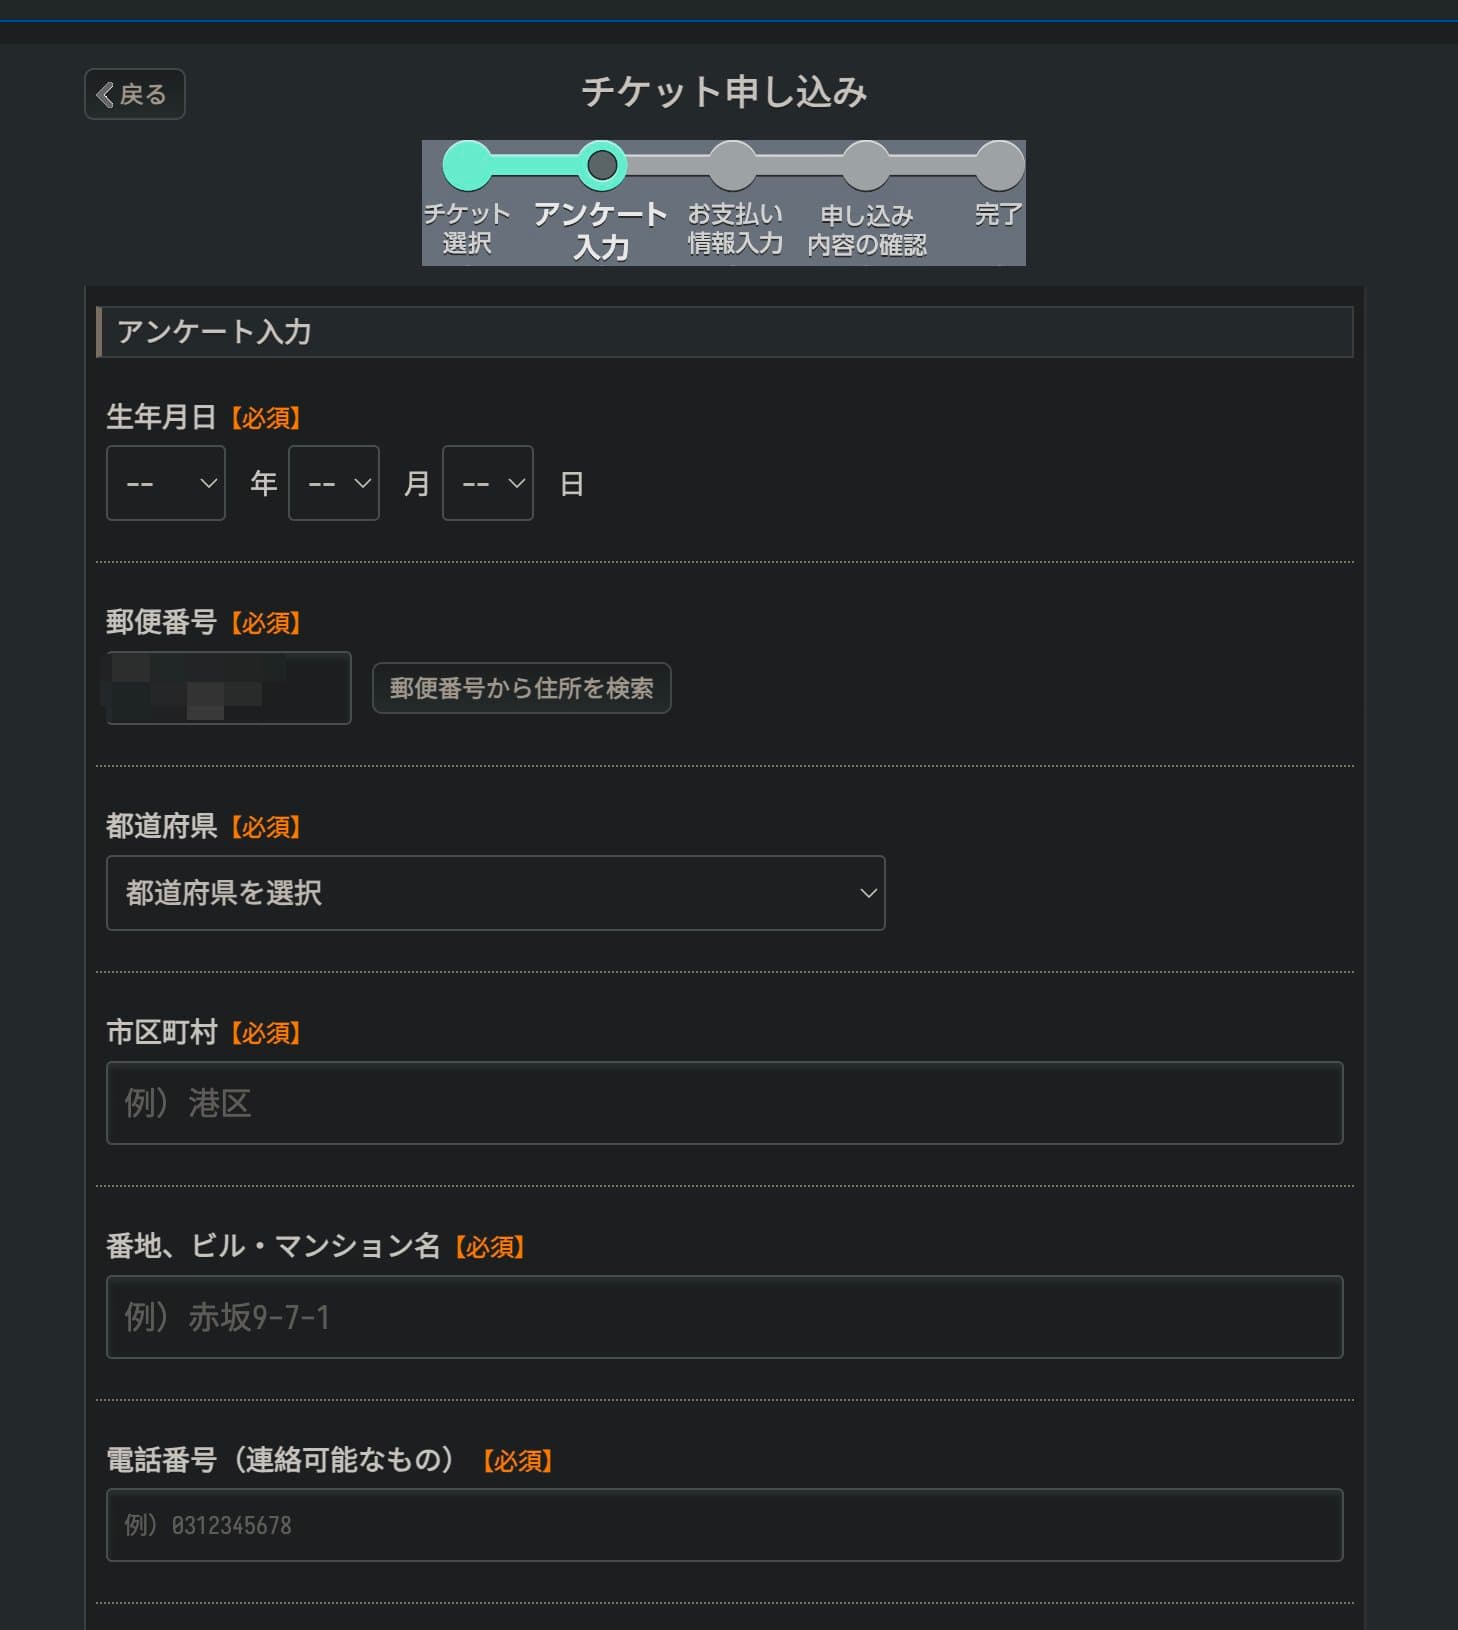 戻る
チケット申し込み
チケット
選択
アンケート
入力
お支払い
情報入力
申し込み
内容の確認
完了
アンケート入力
生年月日【必須】
-- 年 -- 月 -- 日
郵便番号【必須】
郵便番号から住所を検索
都道府県【必須】
都道府県を選択
市区町村【必須】
例）港区
番地、ビル・マンション名【必須】
例）赤坂9-7-1
電話番号（連絡可能なもの）【必須】
例）0312345678